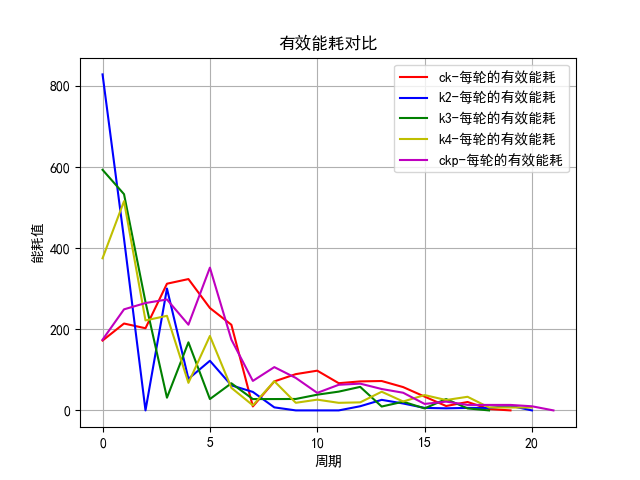 有效能耗对比
ck-每轮的有效能耗
k2-每轮的有效能耗
k3-每轮的有效能耗
k4-每轮的有效能耗
ckp-每轮的有效能耗
能耗值
800
600
400
200
0
0
5
10
15
20
周期